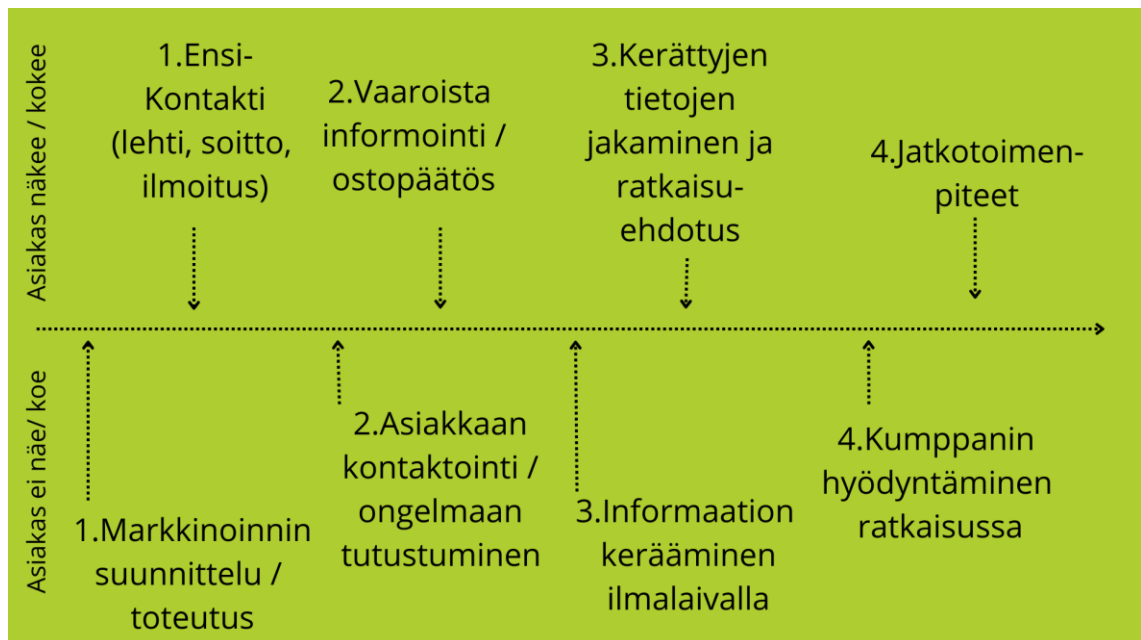 Asiakas näkee / kokee
1.Ensi-
Kontakti
(lehti, soitto,
ilmoitus)
2.Vaaroista
informointi /
ostopäätös
3.Kerättyjen
tietojen
jakaminen ja
ratkaisu-
ehdotus
4.Jatkotoimen-
piteet
Asiakas ei näe/ koe
1.Markkinoinnin
suunnittelu /
toteutus
2.Asiakkaan
kontaktointi /
ongelmaan
tutustuminen
3.Informaation
kerääminen
ilmalaivalla
4.Kumppanin
hyödyntäminen
ratkaisussa